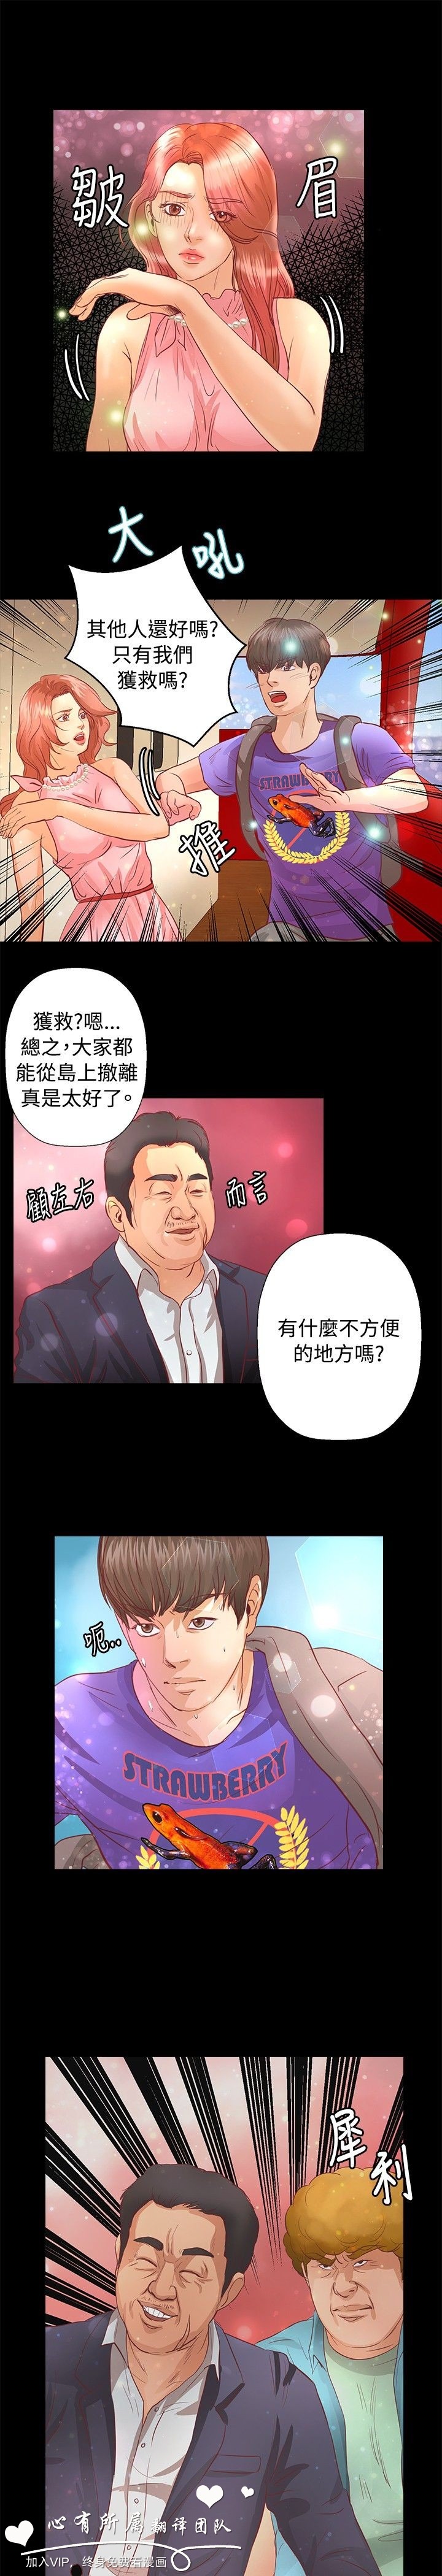 皺眉
大吼
其他人還好嗎?
只有我們
獲救嗎?
STRAWBERRY
推
獲救?嗯...
總之,大家都
能從島上撤離
真是太好了。
顧左右
而言
有什麼不方便
的地方嗎?
呃..
STRAWBERRY
犀利
心有所属翻译团队
加入VIP，终身免费看漫画